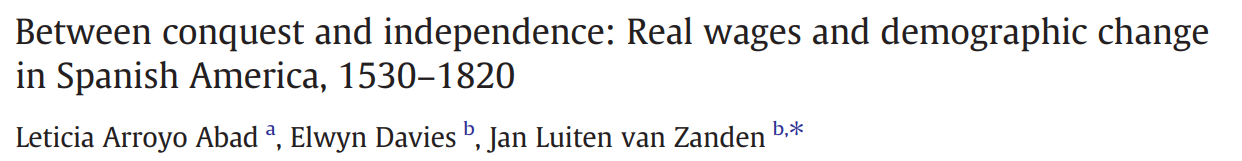 Between conquest and independence: Real wages and demographic change
in Spanish America, 1530–1820
Leticia Arroyo Abad a, Elwyn Davies b, Jan Luiten van Zanden b,*